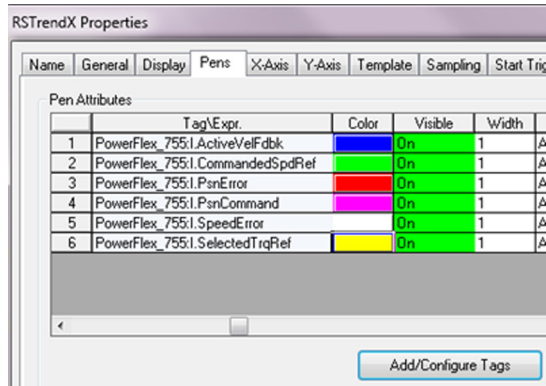 RSTrendX Properties
Name General Display Pens X-Axis Y-Axis Template Sampling Start Trig
Pen Attributes
Tag\Expr. Color Visible Width
1 PowerFlex_755:I.ActiveVelFdbk On 1 A
2 PowerFlex_755:I.CommandedSpdRef On 1 A
3 PowerFlex_755:I.PsnError On 1 A
4 PowerFlex_755:I.PsnCommand On 1 A
5 PowerFlex_755:I.SpeedError On 1 A
6 PowerFlex_755:I.SelectedTrqRef On 1 A
Add/Configure Tags